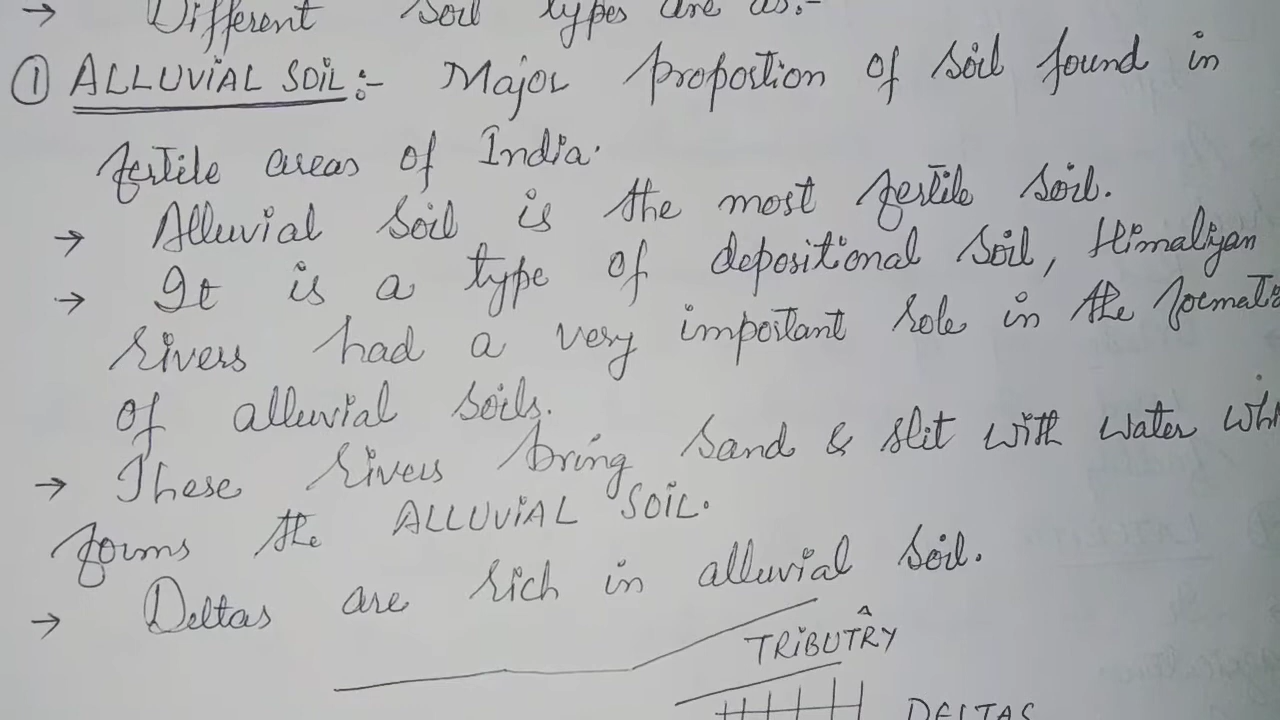 → Different soil types are as:-
① ALLUVIAL SOIL:- Major proportion of soil found in
fertile areas of India.
→ Alluvial soil is the most fertile soil.
→ It is a type of depositional soil, Himaliyan
rivers had a very important role in the formati
of alluvial soils.
→ These rivers bring sand & slit with water whi
forms the ALLUVIAL SOIL.
→ Deltas are rich in alluvial soil.
TRIBUTRY
DELTAS